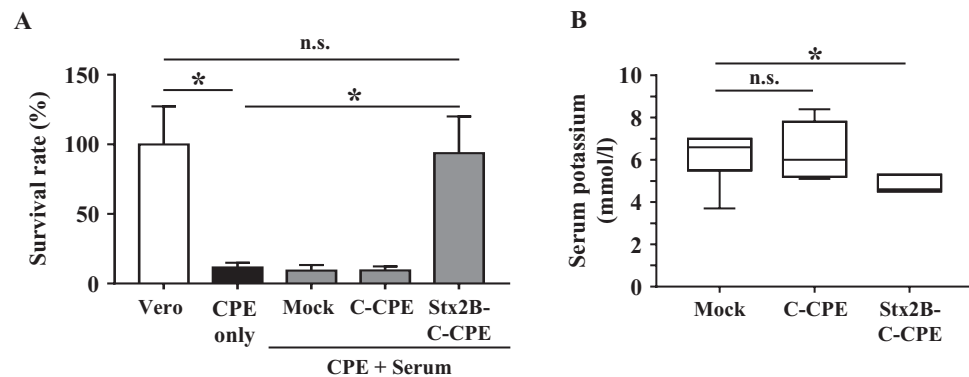 A
n.s.
*
*
Survival rate (%)
150
100
50
0
Vero
CPE
only
Mock
C-CPE
Stx2B-
C-CPE
CPE + Serum
B
*
n.s.
Serum potassium
(mmol/l)
10
8
6
4
2
0
Mock
C-CPE
Stx2B-
C-CPE